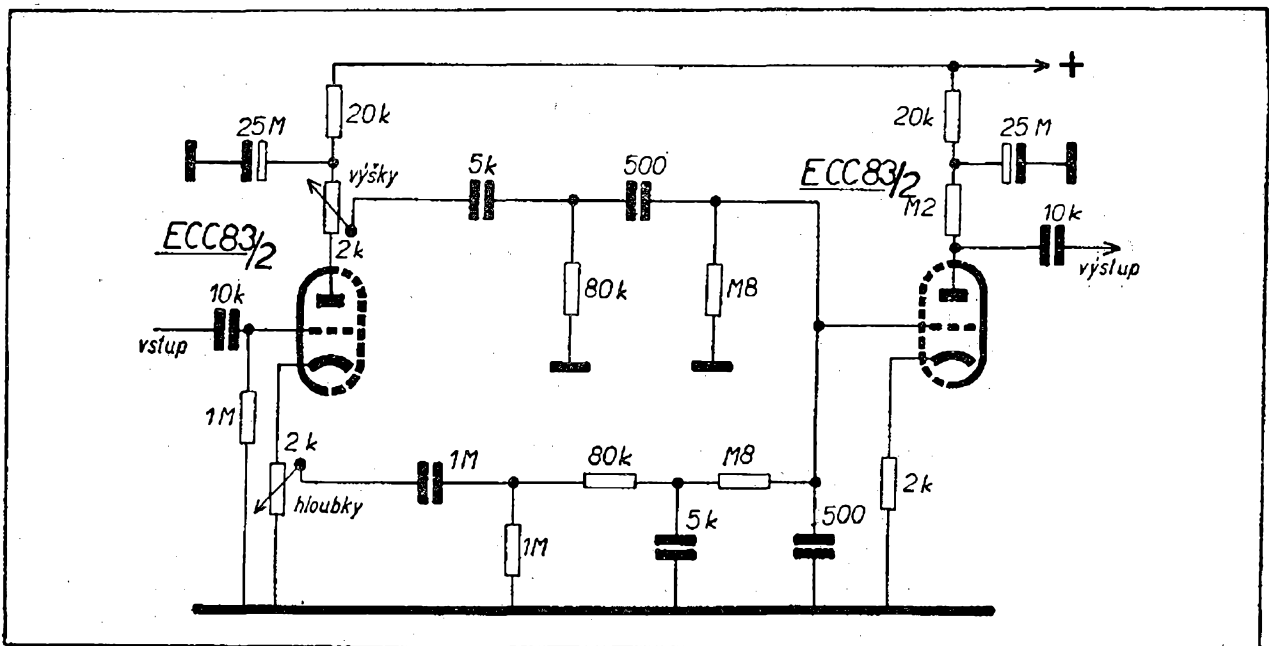 +
20k
20k
25M
25M
výšky
5k
500
ECC83/2
M2
10k
2k
ECC83/2
výstup
80k
M8
10k
vstup
1M
2k
1M
80k
M8
hloubky
2k
5k
500
1M